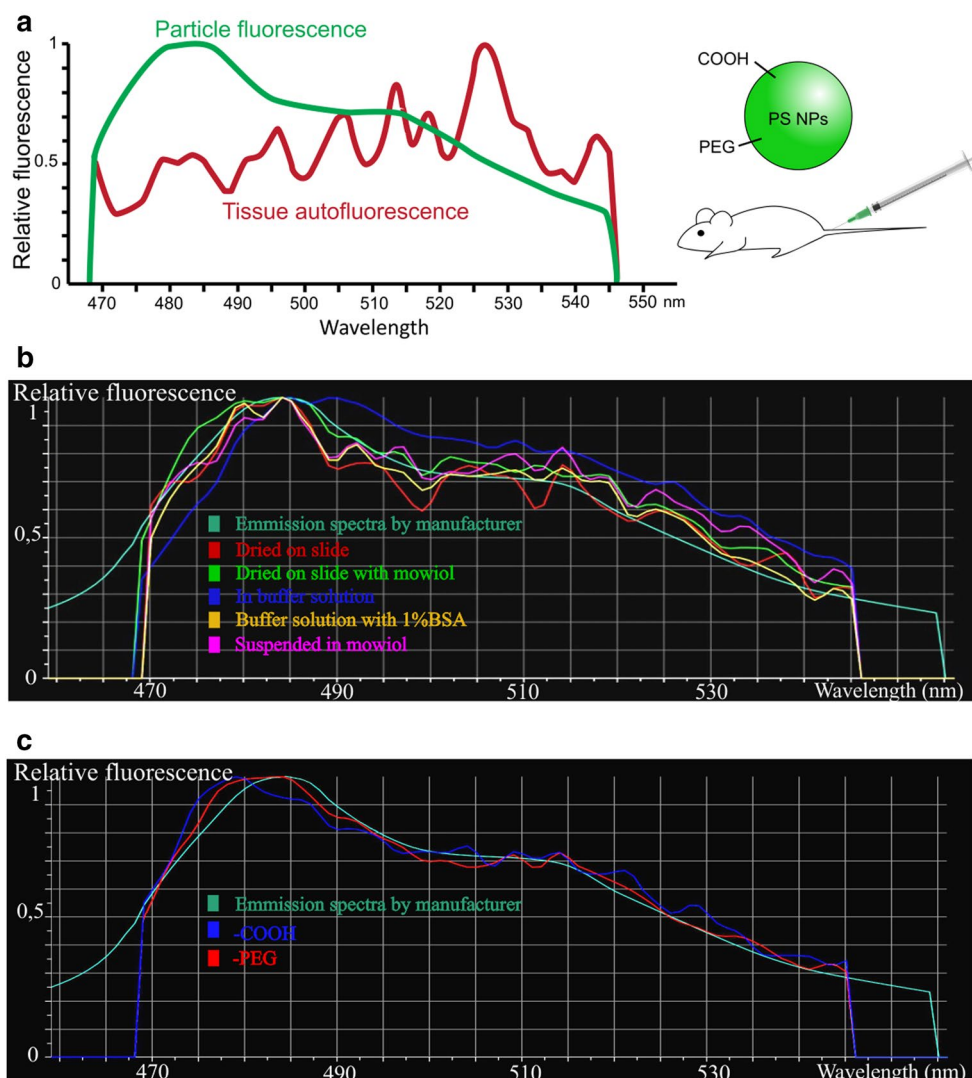 a
Particle fluorescence
Relative fluorescence
1
0.5
0
Tissue autofluorescence
470 480 490 500 510 520 530 540 550 nm
Wavelength
COOH
PS NPs
PEG
b
Relative fluorescence
1
0,5
0
Emmission spectra by manufacturer
Dried on slide
Dried on slide with mowiol
In buffer solution
Buffer solution with 1%BSA
Suspended in mowiol
470 490 510 530 Wavelength (nm)
c
Relative fluorescence
1
0,5
0
Emmission spectra by manufacturer
-COOH
-PEG
470 490 510 530 Wavelength (nm)